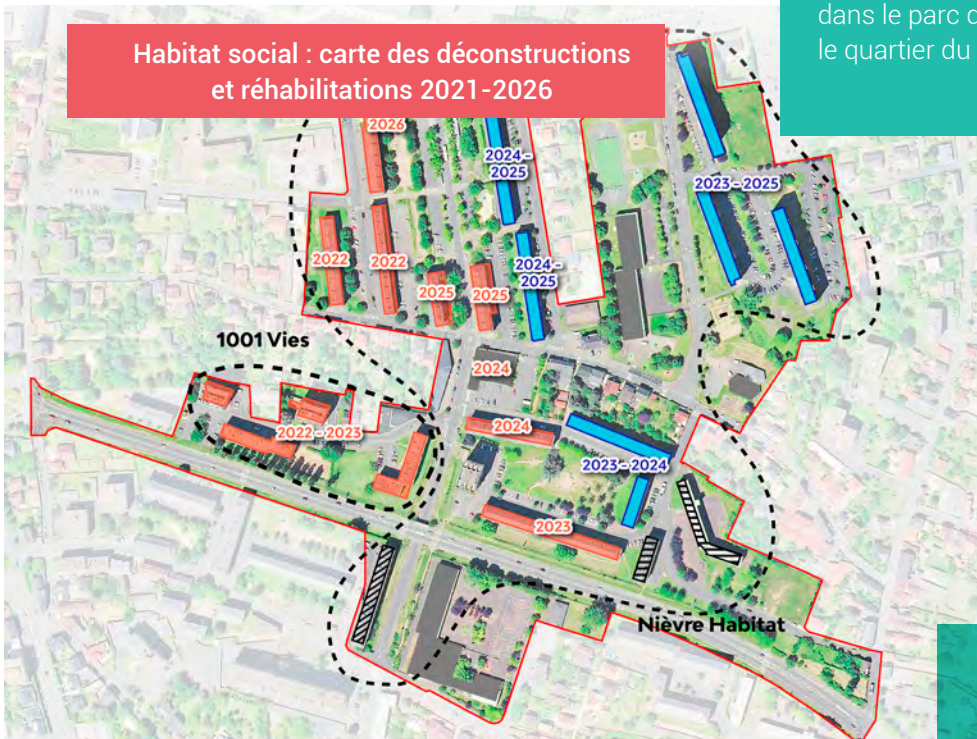 dans le parc
le quartier du
Habitat social : carte des déconstructions
et réhabilitations 2021-2026
2026
2024 -
2025
2023 - 2025
2022
2022
2025
2025
2024 -
2025
1001 Vies
2024
2022 - 2023
2024
2023 - 2024
2023
Nièvre Habitat